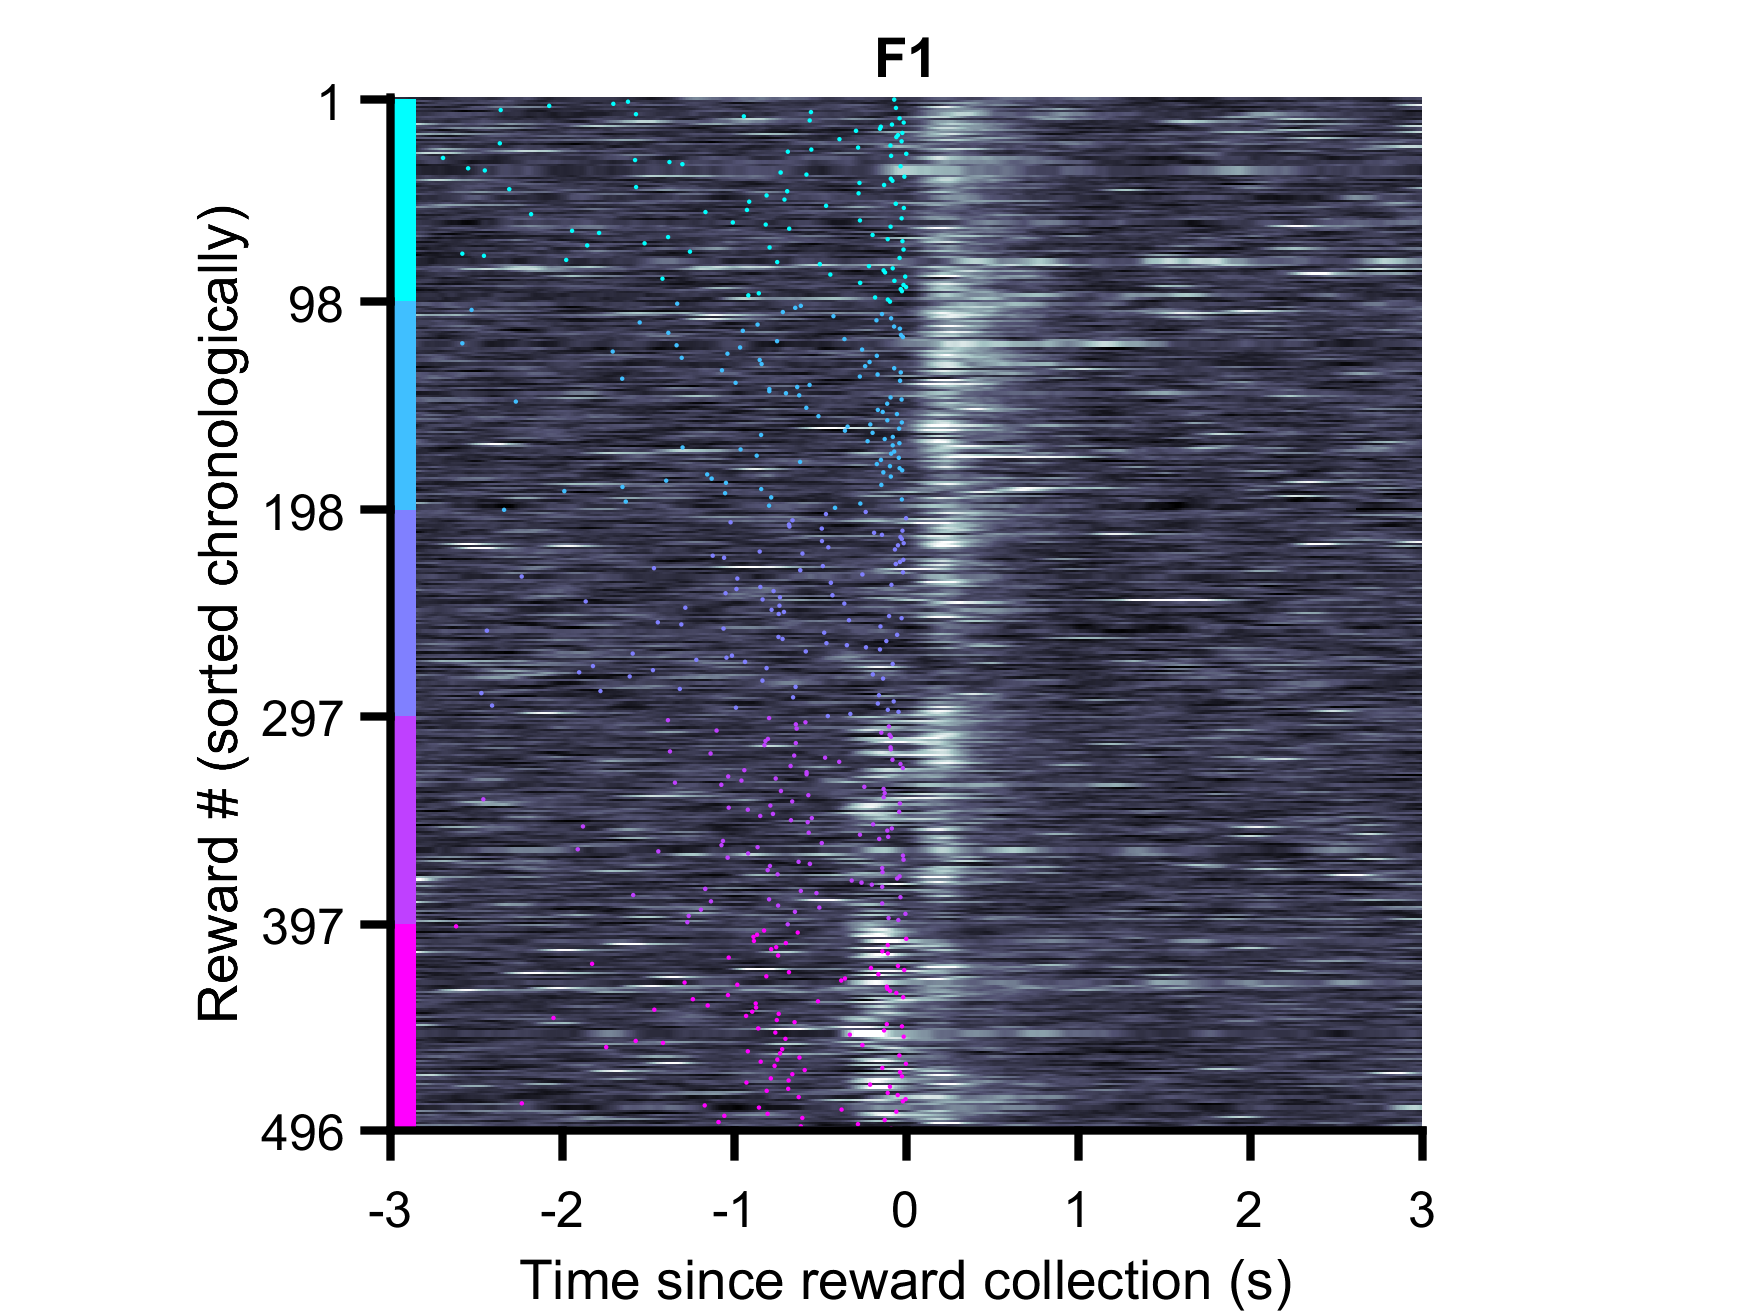 F1
Reward # (sorted chronologically)
1
98
198
297
397
496
-3 -2 -1 0 1 2 3
Time since reward collection (s)